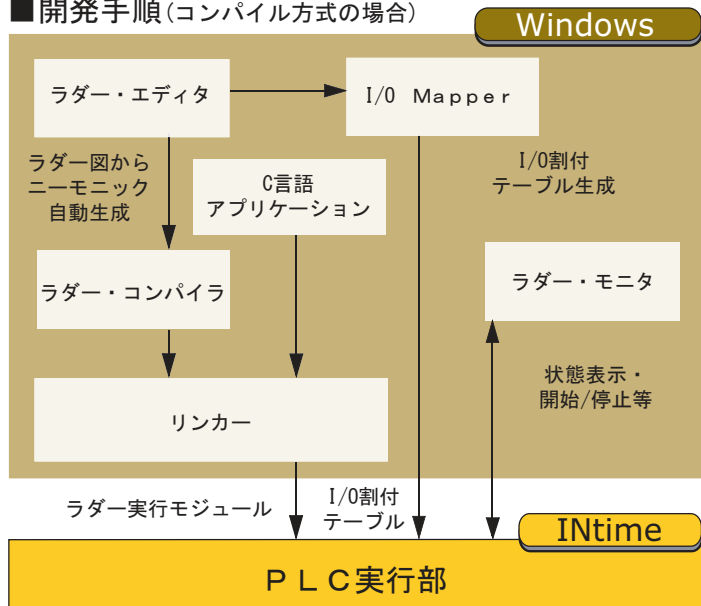 ■開発手順(コンパイル方式の場合)
Windows
ラダー・エディタ
I/O Mapper
ラダー図から
ニーモニック
自動生成
C言語
アプリケーション
I/O割付
テーブル生成
ラダー・コンパイラ
ラダー・モニタ
リンカー
状態表示・
開始/停止等
ラダー実行モジュール
I/O割付
テーブル
INtime
PLC実行部